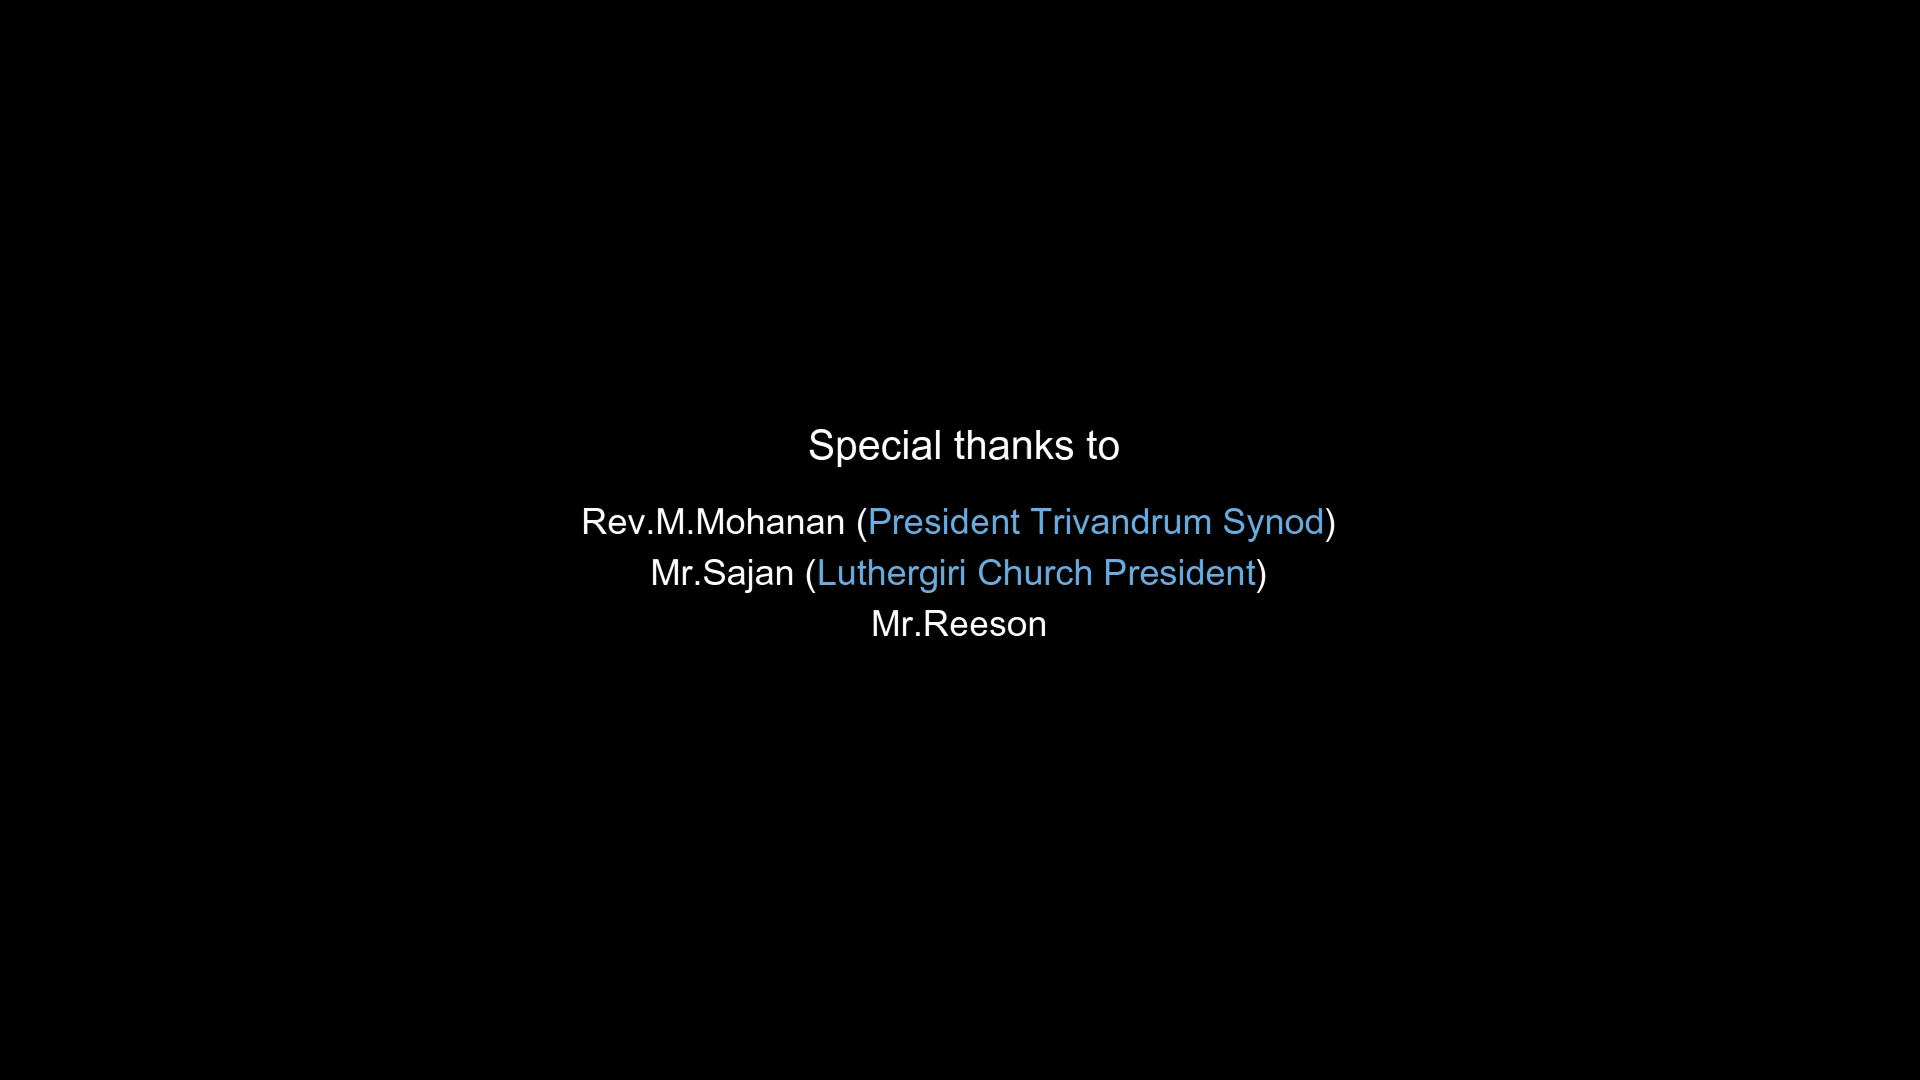 Special thanks to
Rev.M.Mohanan (President Trivandrum Synod)
Mr.Sajan (Luthergiri Church President)
Mr.Reeson